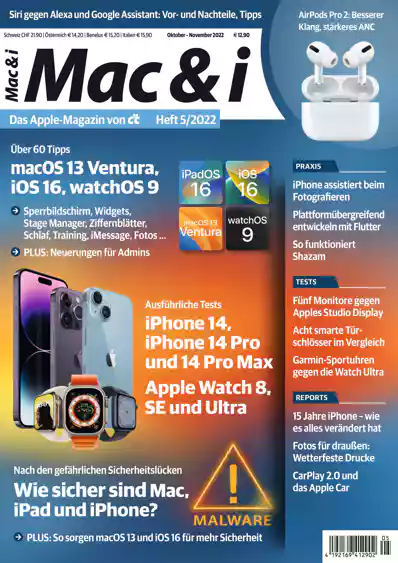 Siri gegen Alexa und Google Assistant: Vor- und Nachteile, Tipps
AirPods Pro 2: Besserer
Klang, stärkeres ANC
Schweiz CHF 21.90 | Österreich € 14,20 | Benelux € 15,20 | Italien € 15,90
Oktober - November 2022
€ 12,90
Mac & i
Mac & i
Das Apple-Magazin von c't
Heft 5/2022
Über 60 Tipps
macOS 13 Ventura,
iOS 16, watchOS 9
→ Sperrbildschirm, Widgets,
Stage Manager, Ziffernblätter,
Schlaf, Training, iMessage, Fotos ...
→ PLUS: Neuerungen für Admins
iPadOS
16
iOS
16
macOS 13
Ventura
watchOS
9
PRAXIS
iPhone assistiert beim
Fotografieren
Plattformübergreifend
entwickeln mit Flutter
So funktioniert
Shazam
TESTS
Fünf Monitore gegen
Apples Studio Display
Acht smarte Tür-
schlösser im Vergleich
Garmin-Sportuhren
gegen die Watch Ultra
REPORTS
15 Jahre iPhone – wie
es alles verändert hat
Fotos für draußen:
Wetterfeste Drucke
CarPlay 2.0 und
das Apple Car
Ausführliche Tests
iPhone 14,
iPhone 14 Pro
und 14 Pro Max
Apple Watch 8,
SE und Ultra
Nach den gefährlichen Sicherheitslücken
Wie sicher sind Mac,
iPad und iPhone?
→ PLUS: So sorgen macOS 13 und iOS 16 für mehr Sicherheit
!
MALWARE
05
4 192169 412902